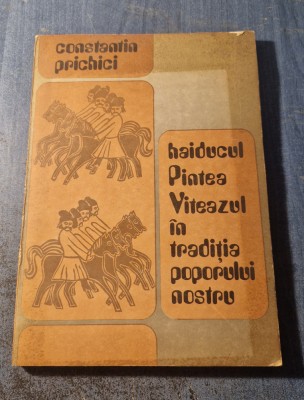 constantin
prichici
haiducul
Pintea
Viteazul
în
tradiția
poporului
nostru